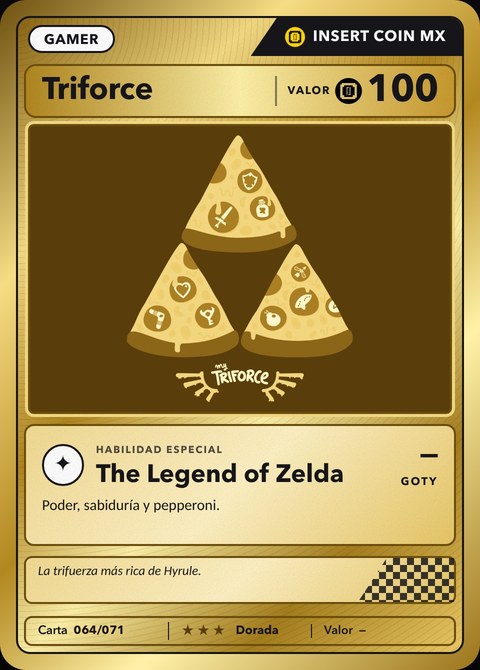 GAMER
INSERT COIN MX
Triforce
VALOR 100
my
TRIFORCE
HABILIDAD ESPECIAL
The Legend of Zelda
—
GOTY
Poder, sabiduría y pepperoni.
La trifuerza más rica de Hyrule.
Carta 064/071
★ ★ ★ Dorada
Valor –